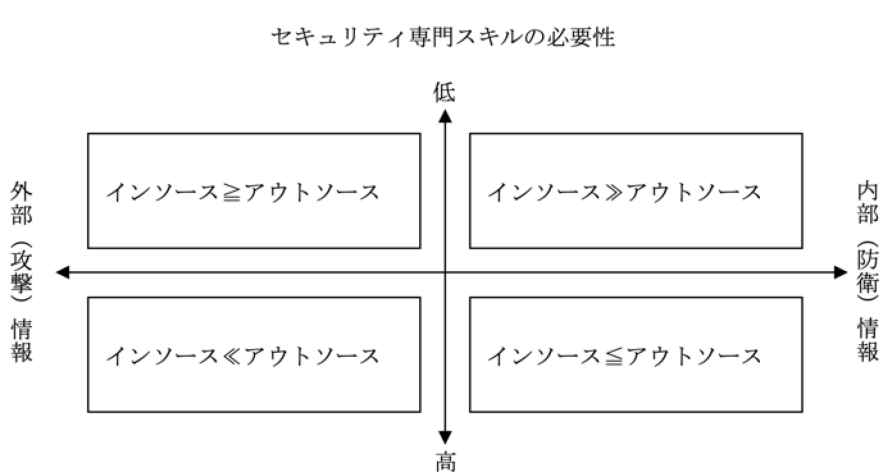 セキュリティ専門スキルの必要性
低
外部（攻撃）情報
インソース≧アウトソース
インソース≫アウトソース
内部（防衛）情報
インソース≪アウトソース
インソース≦アウトソース
高